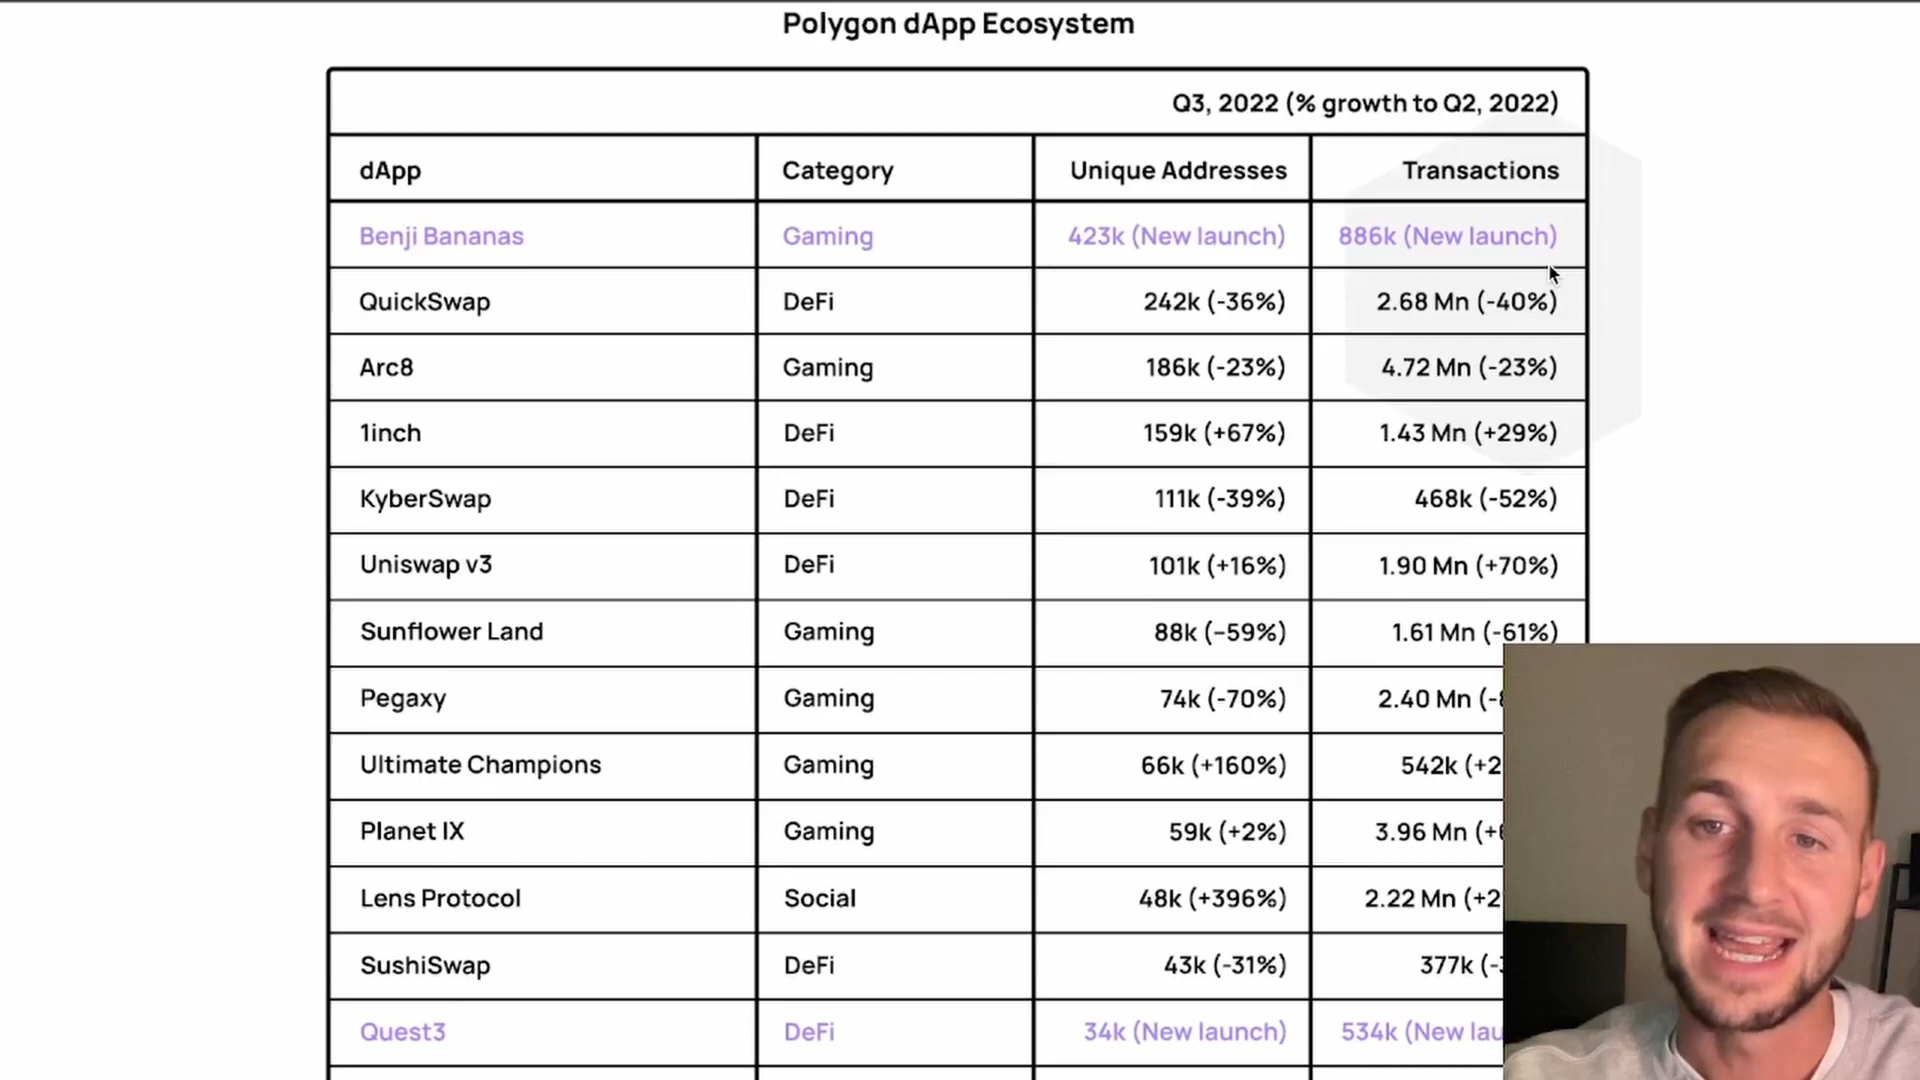 Polygon dApp Ecosystem
Q3, 2022 (% growth to Q2, 2022)
dApp Category Unique Addresses Transactions
Benji Bananas Gaming 423k (New launch) 886k (New launch)
QuickSwap DeFi 242k (-36%) 2.68 Mn (-40%)
Arc8 Gaming 186k (-23%) 4.72 Mn (-23%)
1inch DeFi 159k (+67%) 1.43 Mn (+29%)
KyberSwap DeFi 111k (-39%) 468k (-52%)
Uniswap v3 DeFi 101k (+16%) 1.90 Mn (+70%)
Sunflower Land Gaming 88k (-59%) 1.61 Mn (-61%)
Pegaxy Gaming 74k (-70%) 2.40 Mn
Ultimate Champions Gaming 66k (+160%) 542k
Planet IX Gaming 59k (+2%) 3.96 Mn
Lens Protocol Social 48k (+396%) 2.22 Mn
SushiSwap DeFi 43k (-31%) 377k
Quest3 DeFi 34k (New launch) 534k (New